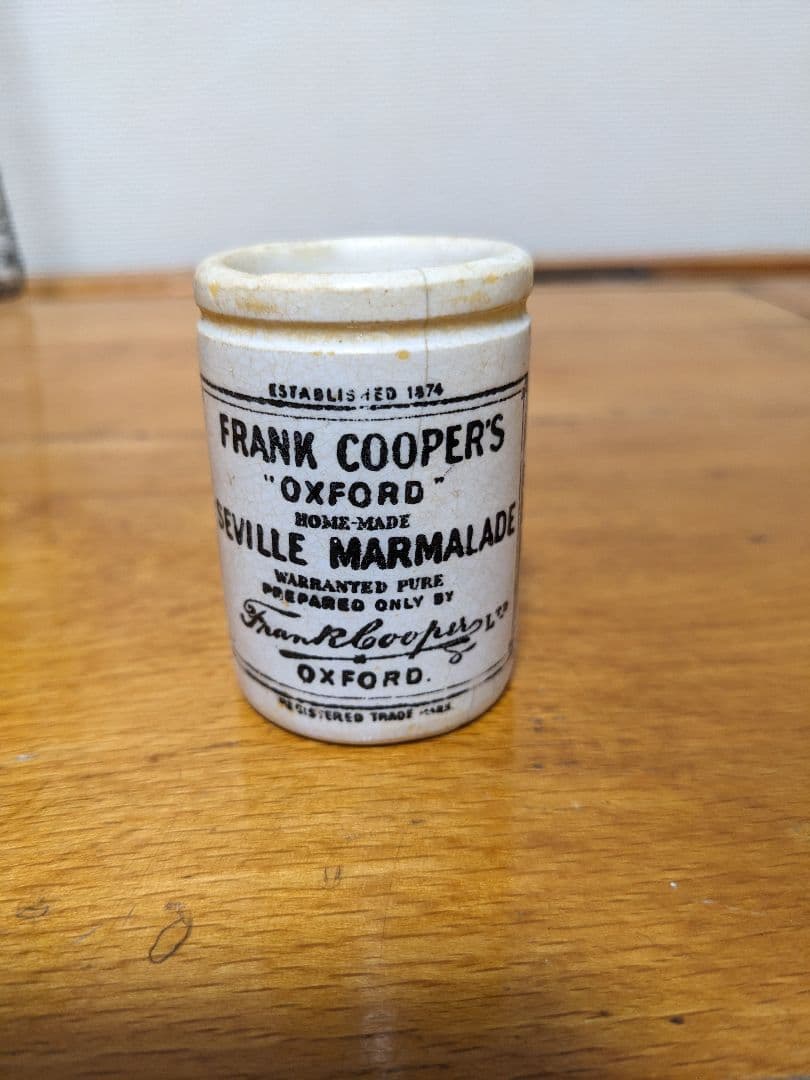 ESTABLISHED 1874
FRANK COOPER'S
"OXFORD"
HOME-MADE
SEVILLE MARMALADE
WARRANTED PURE
PREPARED ONLY BY
Frank Cooper LTD
OXFORD.
REGISTERED TRADE MARK